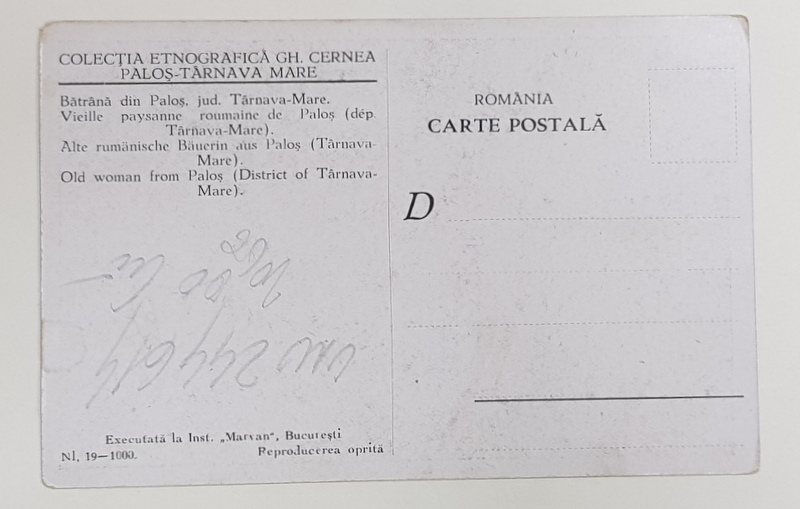 COLECȚIA ETNOGRAFICĂ GH. CERNEA
PALOȘ-TÂRNAVA MARE
Bătrână din Paloș, jud. Târnava-Mare.
Vieille paysanne roumaine de Paloș (dép.
Târnava-Mare).
Alte rumänische Bäuerin aus Paloș (Târnava-
Mare).
Old woman from Paloș (District of Târnava-
Mare).
lei
244614
Executată la Inst. „Marvan", București
Nl. 19—1000.
Reproducerea oprită
ROMÂNIA
CARTE POSTALĂ
D